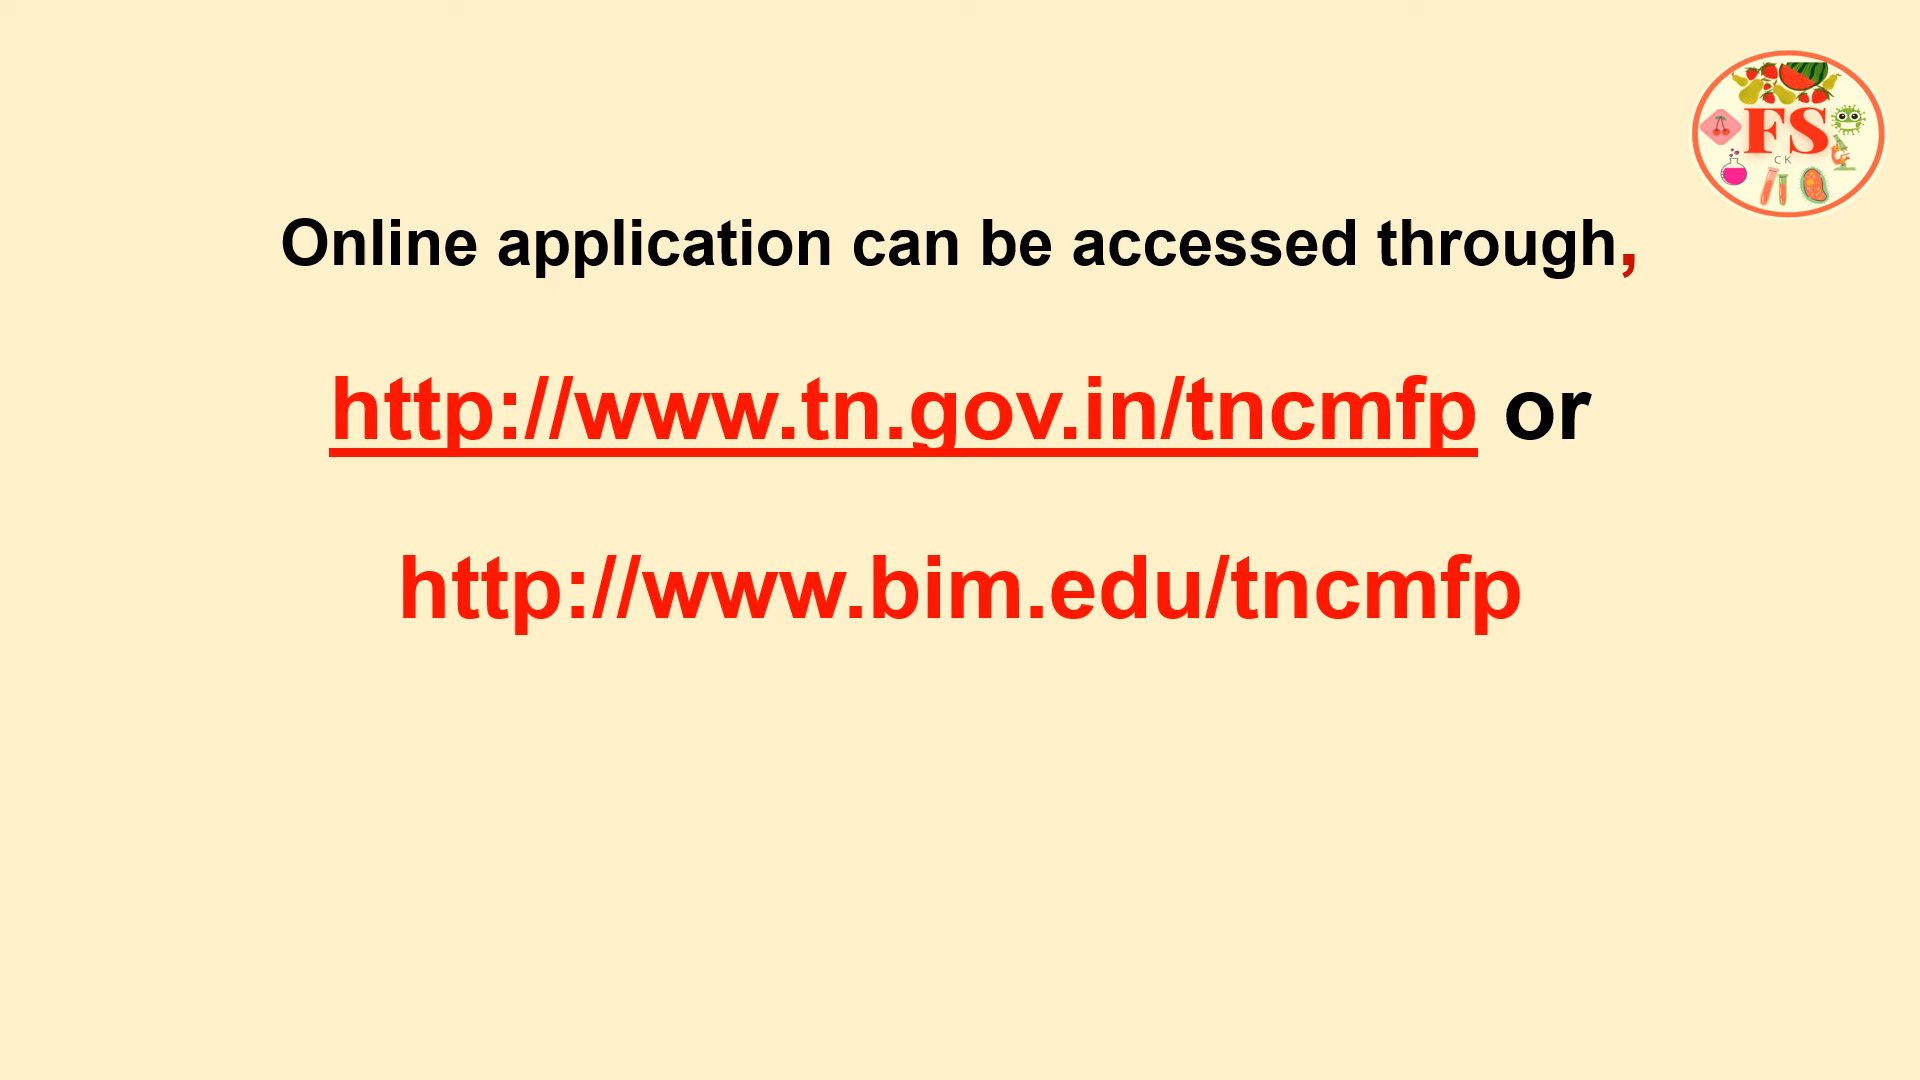 FS
CK
Online application can be accessed through,
http://www.tn.gov.in/tncmfp or
http://www.bim.edu/tncmfp